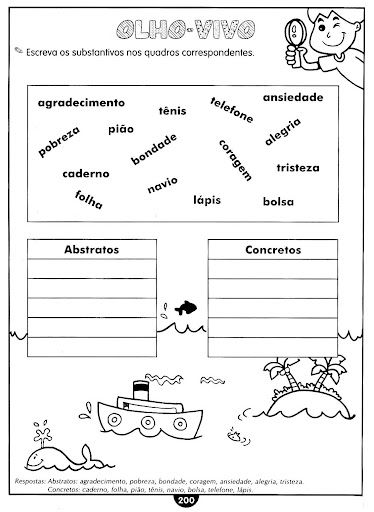 OLHO-VIVO
Escreva os substantivos nos quadros correspondentes.
agradecimento
tênis
telefone
ansiedade
pobreza
pião
bondade
coragem
alegria
caderno
navio
tristeza
folha
lápis
bolsa
Abstratos
Concretos
Respostas: Abstratos: agradecimento, pobreza, bondade, coragem, ansiedade, alegria, tristeza.
Concretos: caderno, folha, pião, tênis, navio, bolsa, telefone, lápis.
200